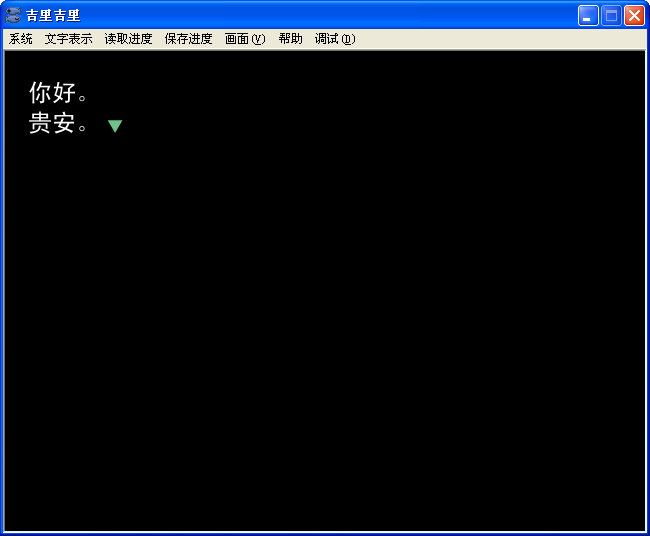 吉里吉里
系统 文字表示 读取进度 保存进度 画面(V) 帮助 调试(D)
你好。
贵安。